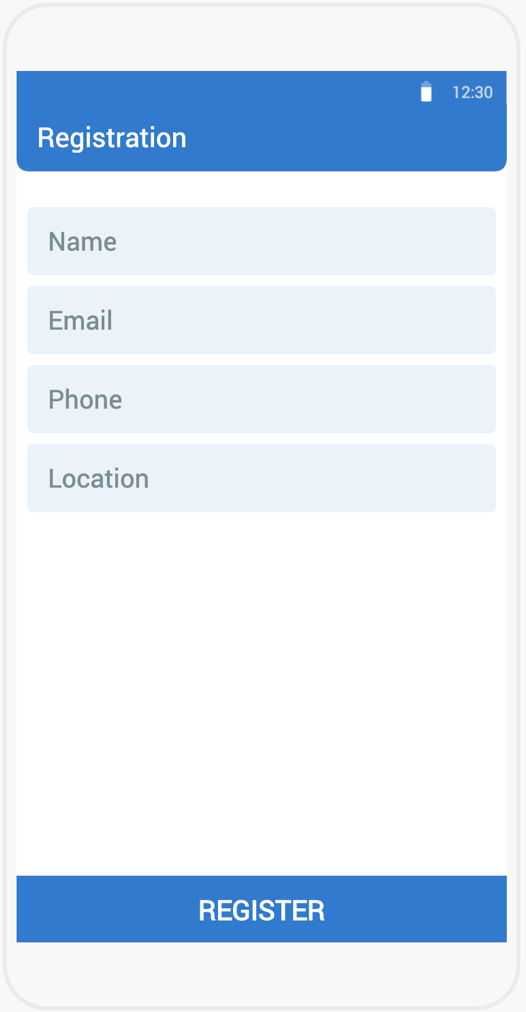 12:30
Registration
Name
Email
Phone
Location
REGISTER